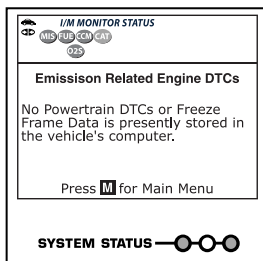 I/M MONITOR STATUS
MIS FUE CCM CAT
O2S
Emissison Related Engine DTCs
No Powertrain DTCs or Freeze
Frame Data is presently stored in
the vehicle's computer.
Press M for Main Menu
SYSTEM STATUS